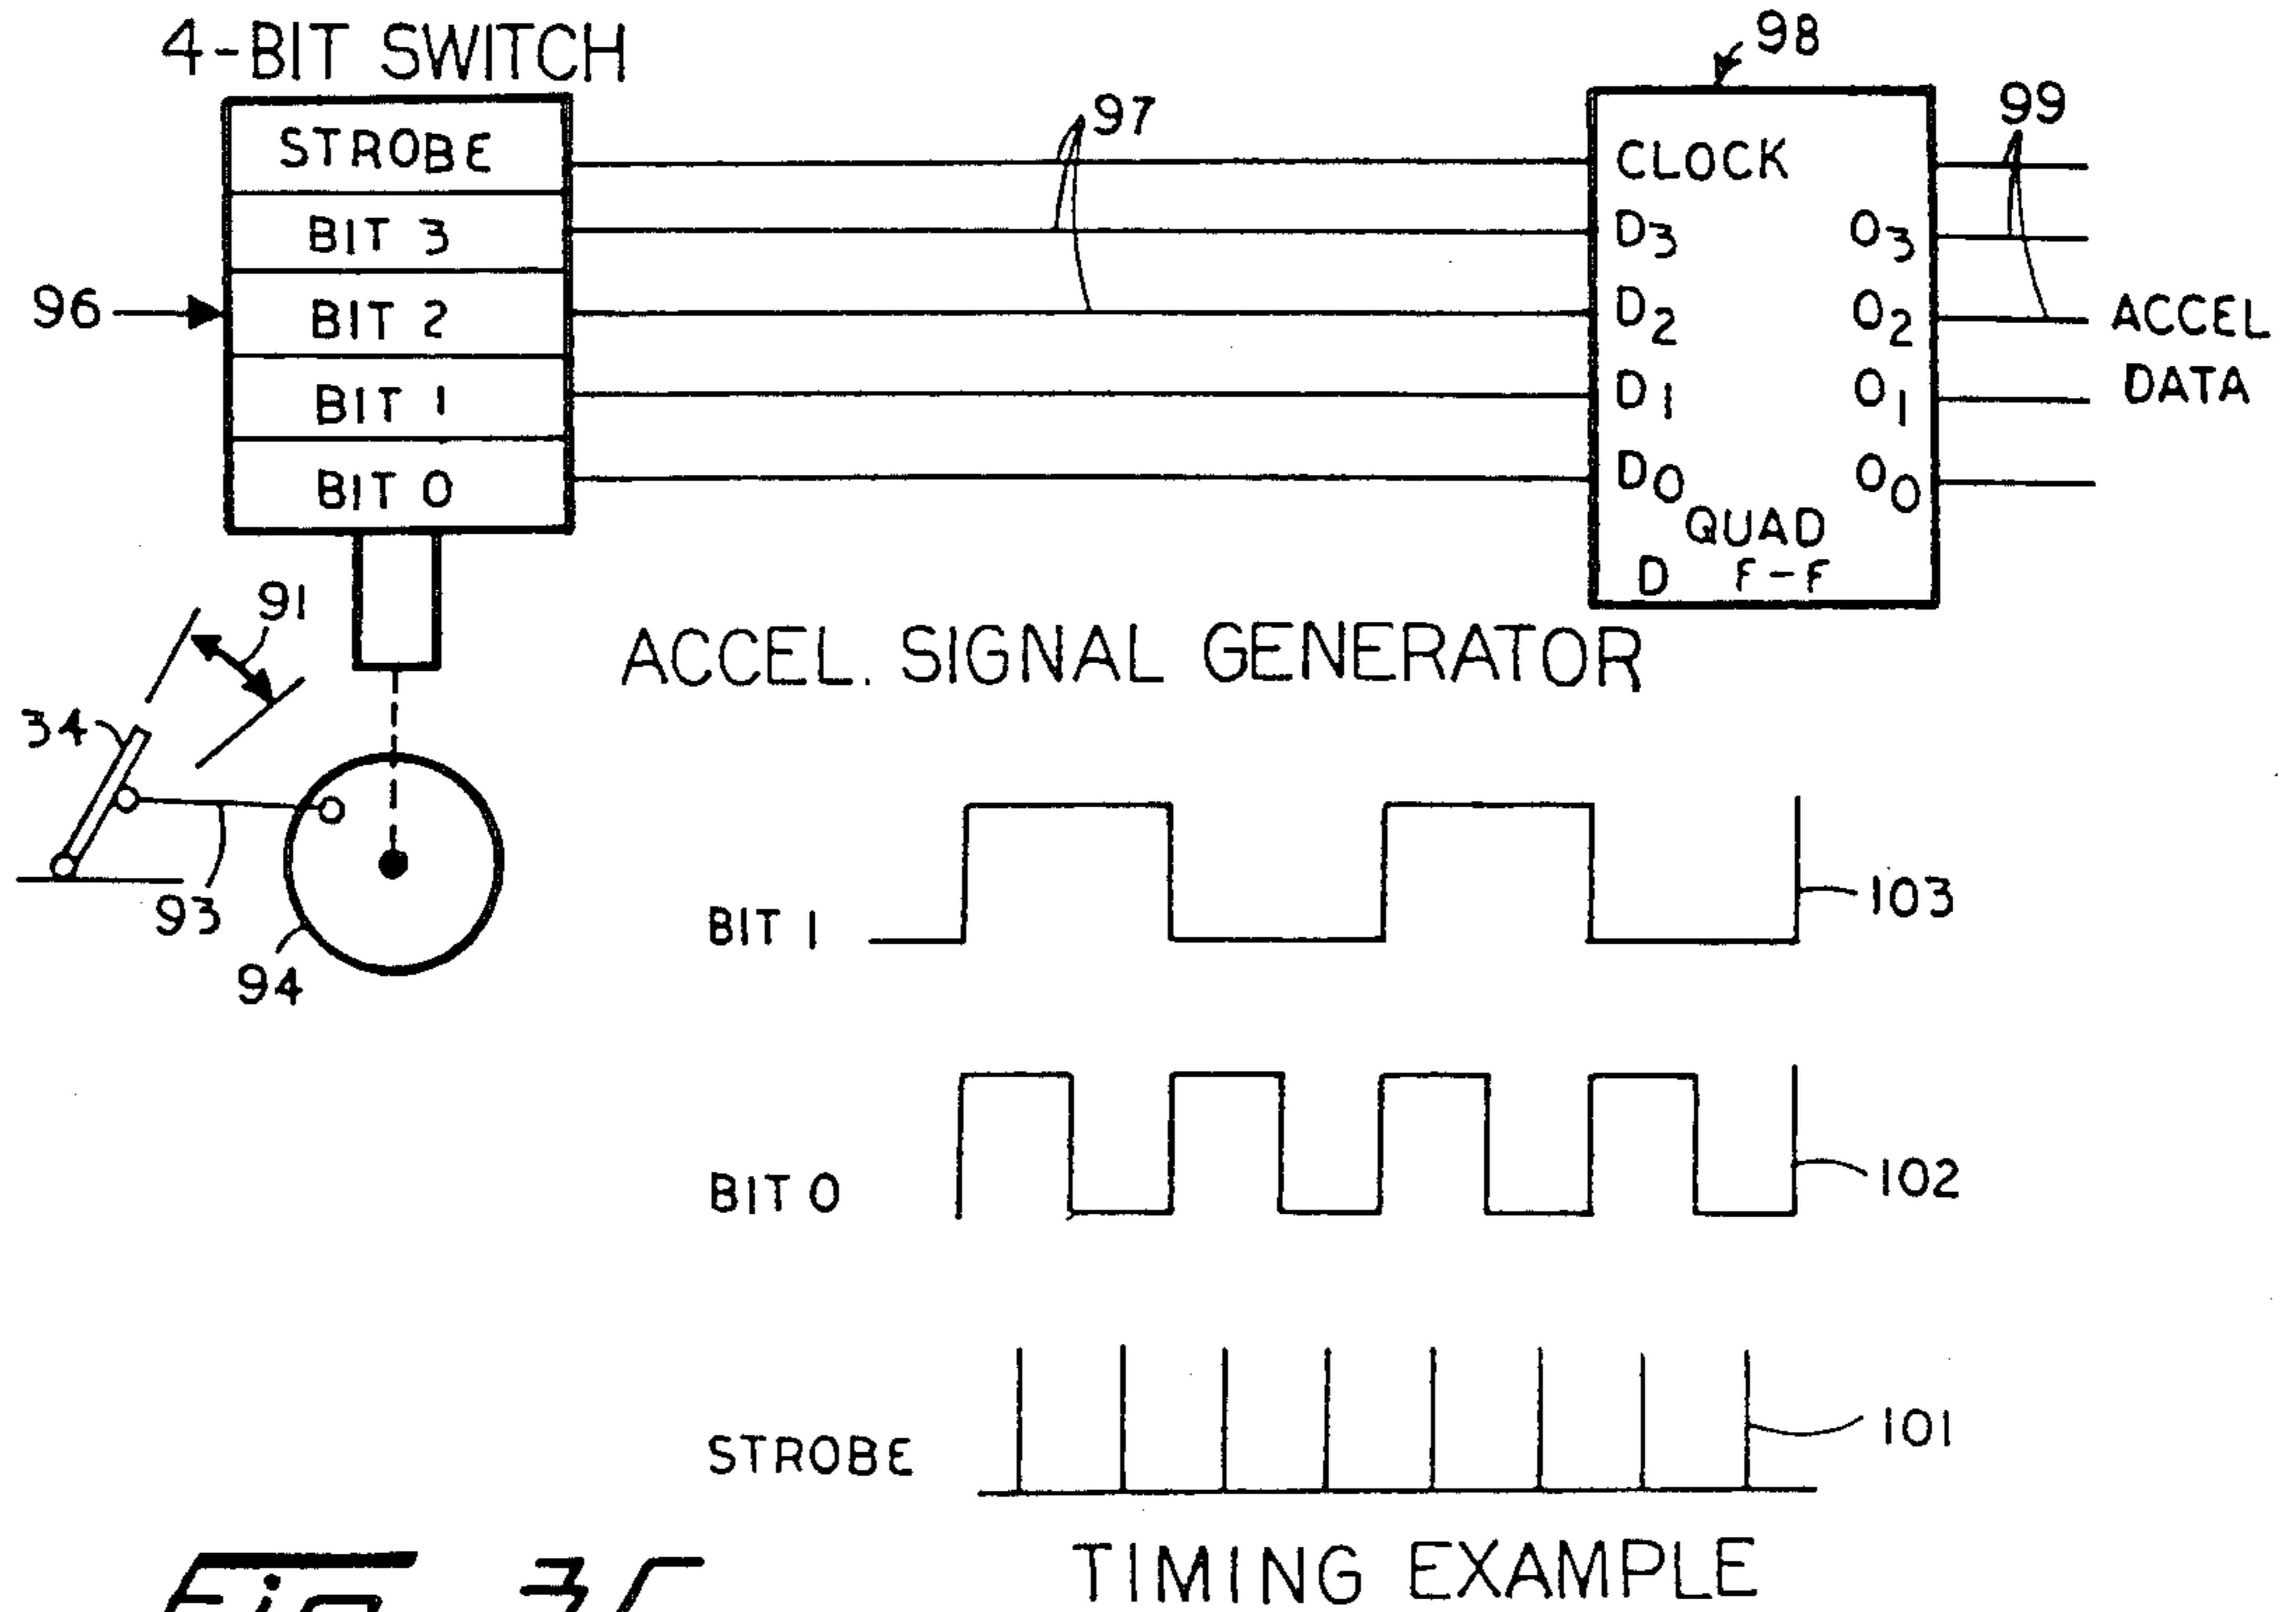 4-BIT SWITCH
98
97
99
STROBE
CLOCK
BIT 3
D3
O3
96
BIT 2
D2
O2
ACCEL
BIT 1
D1
O1
DATA
BIT 0
D0
O0
QUAD
D F-F
91
ACCEL. SIGNAL GENERATOR
34
93
94
BIT 1
103
BIT 0
102
STROBE
101
TIMING EXAMPLE